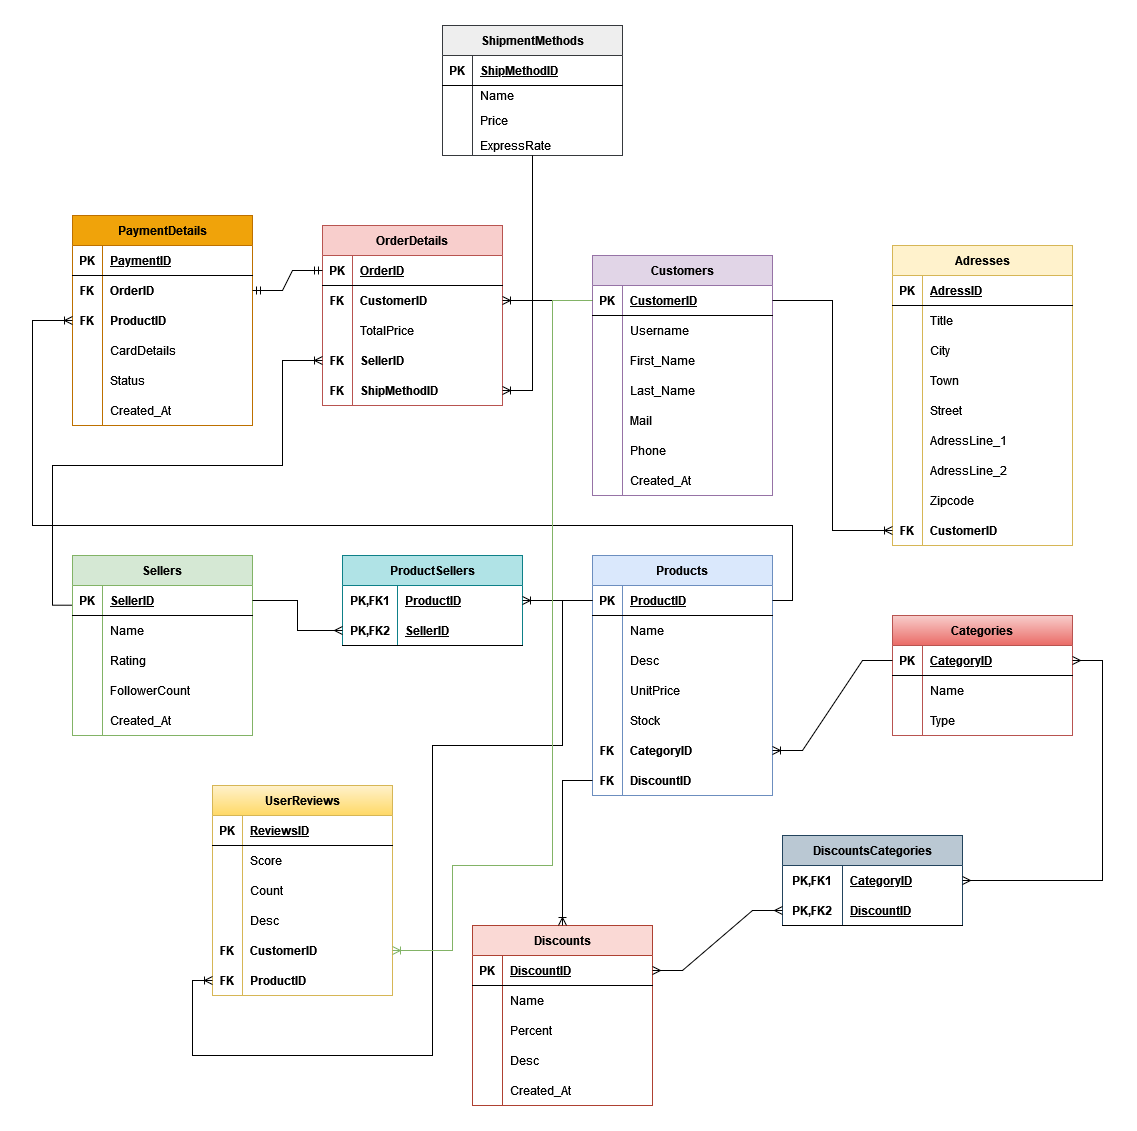 ShipmentMethods
PK ShipMethodID
Name
Price
ExpressRate
PaymentDetails
PK PaymentID
FK OrderID
FK ProductID
CardDetails
Status
Created_At
OrderDetails
PK OrderID
FK CustomerID
TotalPrice
FK SellerID
FK ShipMethodID
Customers
PK CustomerID
Username
First_Name
Last_Name
Mail
Phone
Created_At
Adresses
PK AdressID
Title
City
Town
Street
AdressLine_1
AdressLine_2
Zipcode
FK CustomerID
Sellers
PK SellerID
Name
Rating
FollowerCount
Created_At
ProductSellers
PK,FK1 ProductID
PK,FK2 SellerID
Products
PK ProductID
Name
Desc
UnitPrice
Stock
FK CategoryID
FK DiscountID
Categories
PK CategoryID
Name
Type
UserReviews
PK ReviewsID
Score
Count
Desc
FK CustomerID
FK ProductID
Discounts
PK DiscountID
Name
Percent
Desc
Created_At
DiscountsCategories
PK,FK1 CategoryID
PK,FK2 DiscountID